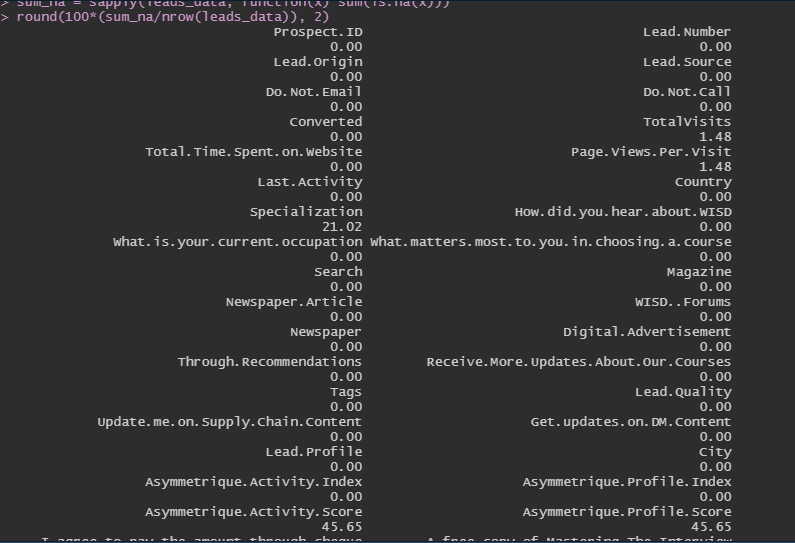 > sum_na = sapply(leads_data, function(x) sum(is.na(x)))
> round(100*(sum_na/nrow(leads_data)), 2)
Prospect.ID Lead.Number
0.00 0.00
Lead.Origin Lead.Source
0.00 0.00
Do.Not.Email Do.Not.Call
0.00 0.00
Converted TotalVisits
0.00 1.48
Total.Time.Spent.on.Website Page.Views.Per.Visit
0.00 1.48
Last.Activity Country
0.00 0.00
Specialization How.did.you.hear.about.WISD
21.02 0.00
What.is.your.current.occupation What.matters.most.to.you.in.choosing.a.course
0.00 0.00
Search Magazine
0.00 0.00
Newspaper.Article WISD..Forums
0.00 0.00
Newspaper Digital.Advertisement
0.00 0.00
Through.Recommendations Receive.More.Updates.About.Our.Courses
0.00 0.00
Tags Lead.Quality
0.00 0.00
Update.me.on.Supply.Chain.Content Get.updates.on.DM.Content
0.00 0.00
Lead.Profile City
0.00 0.00
Asymmetrique.Activity.Index Asymmetrique.Profile.Index
0.00 0.00
Asymmetrique.Activity.Score Asymmetrique.Profile.Score
45.65 45.65
I.agree.to.pay.the.amount.through.cheque A.free.copy.of.Mastering.The.Interview